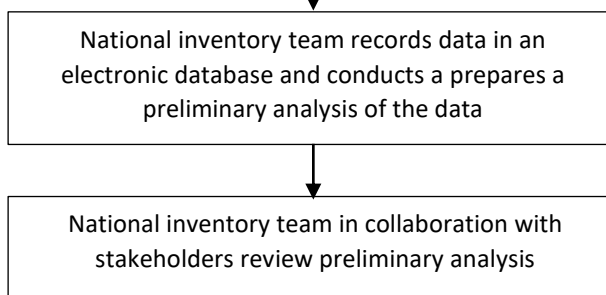 National inventory team records data in an
electronic database and conducts a prepares a
preliminary analysis of the data
National inventory team in collaboration with
stakeholders review preliminary analysis